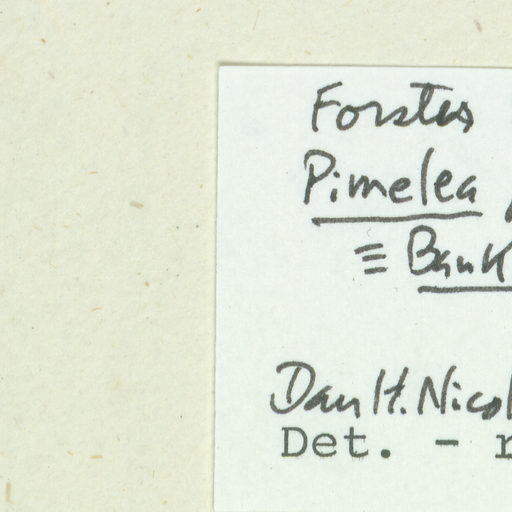 Forster
Pimelea
≡ Bank
Dan H. Nicol
Det. -